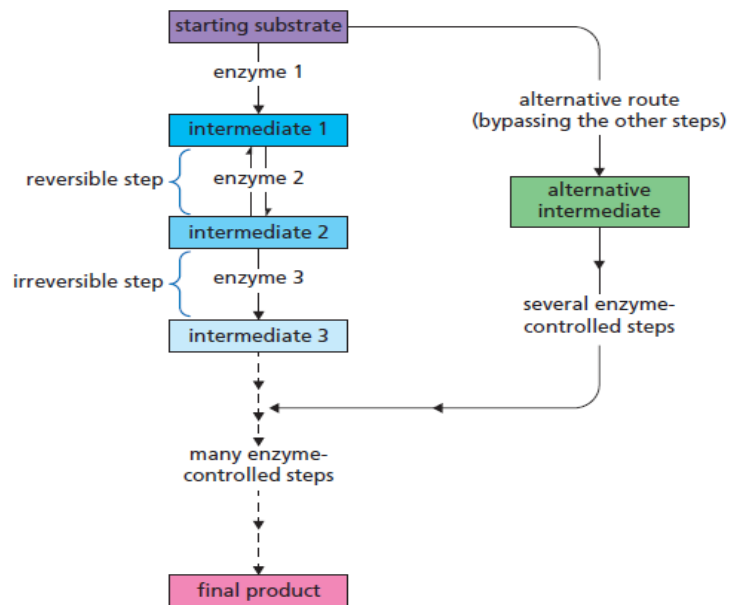 starting substrate
enzyme 1
alternative route
(bypassing the other steps)
intermediate 1
reversible step
enzyme 2
alternative
intermediate
intermediate 2
irreversible step
enzyme 3
several enzyme-
controlled steps
intermediate 3
many enzyme-
controlled steps
final product